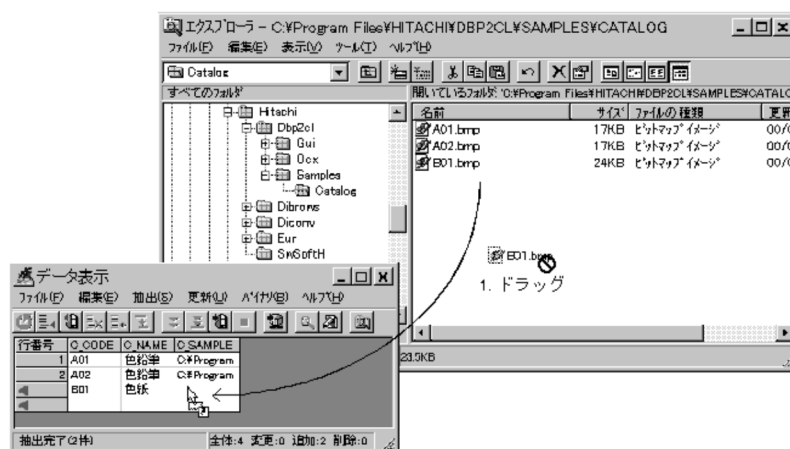 エクスプローラ - C:¥Program Files¥HITACHI¥DBP2CL¥SAMPLES¥CATALOG
ファイル(F) 編集(E) 表示(V) ツール(T) ヘルプ(H)
Catalog
すべてのフォルダ
開いているフォルダ: 'C:¥Program Files¥HITACHI¥DBP2CL¥SAMPLES¥CATALO
Hitachi
Dbp2cl
Gui
Ocx
Samples
Catalog
Dibrows
Diconv
Eur
SmSoftH
名前 サイズ ファイルの種類 更新
A01.bmp 17KB ビットマップ イメージ 00/0
A02.bmp 17KB ビットマップ イメージ 00/0
B01.bmp 24KB ビットマップ イメージ 00/0
B01.bmp
1. ドラッグ
23.5KB
データ表示
ファイル(F) 編集(E) 抽出(S) 更新(U) バイナリ(B) ヘルプ(H)
行番号 C_CODE C_NAME C_SAMPLE
1 A01 色鉛筆 C:¥Program
2 A02 色鉛筆 C:¥Program
B01 色紙
抽出完了(2件) 全体:4 変更:0 追加:2 削除:0